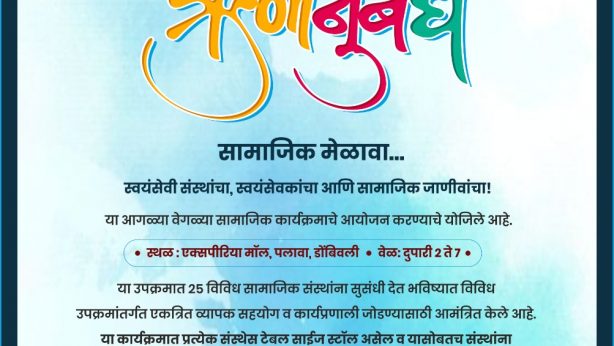 ऋणानुबंध
सामाजिक मेळावा...
स्वयंसेवी संस्थांचा, स्वयंसेवकांचा आणि सामाजिक जाणीवांचा!
या आगळ्या वेगळ्या सामाजिक कार्यक्रमाचे आयोजन करण्याचे योजिले आहे.
• स्थळ : एक्सपीरिया मॉल, पलावा, डोंबिवली • वेळ: दुपारी 2 ते 7 •
या उपक्रमात 25 विविध सामाजिक संस्थांना सुसंधी देत भविष्यात विविध
उपक्रमांतर्गत एकत्रित व्यापक सहयोग व कार्यप्रणाली जोडण्यासाठी आमंत्रित केले आहे.
या कार्यक्रमात प्रत्येक संस्थेस टेबल साईज स्टॉल असेल व यासोबतच संस्थांना